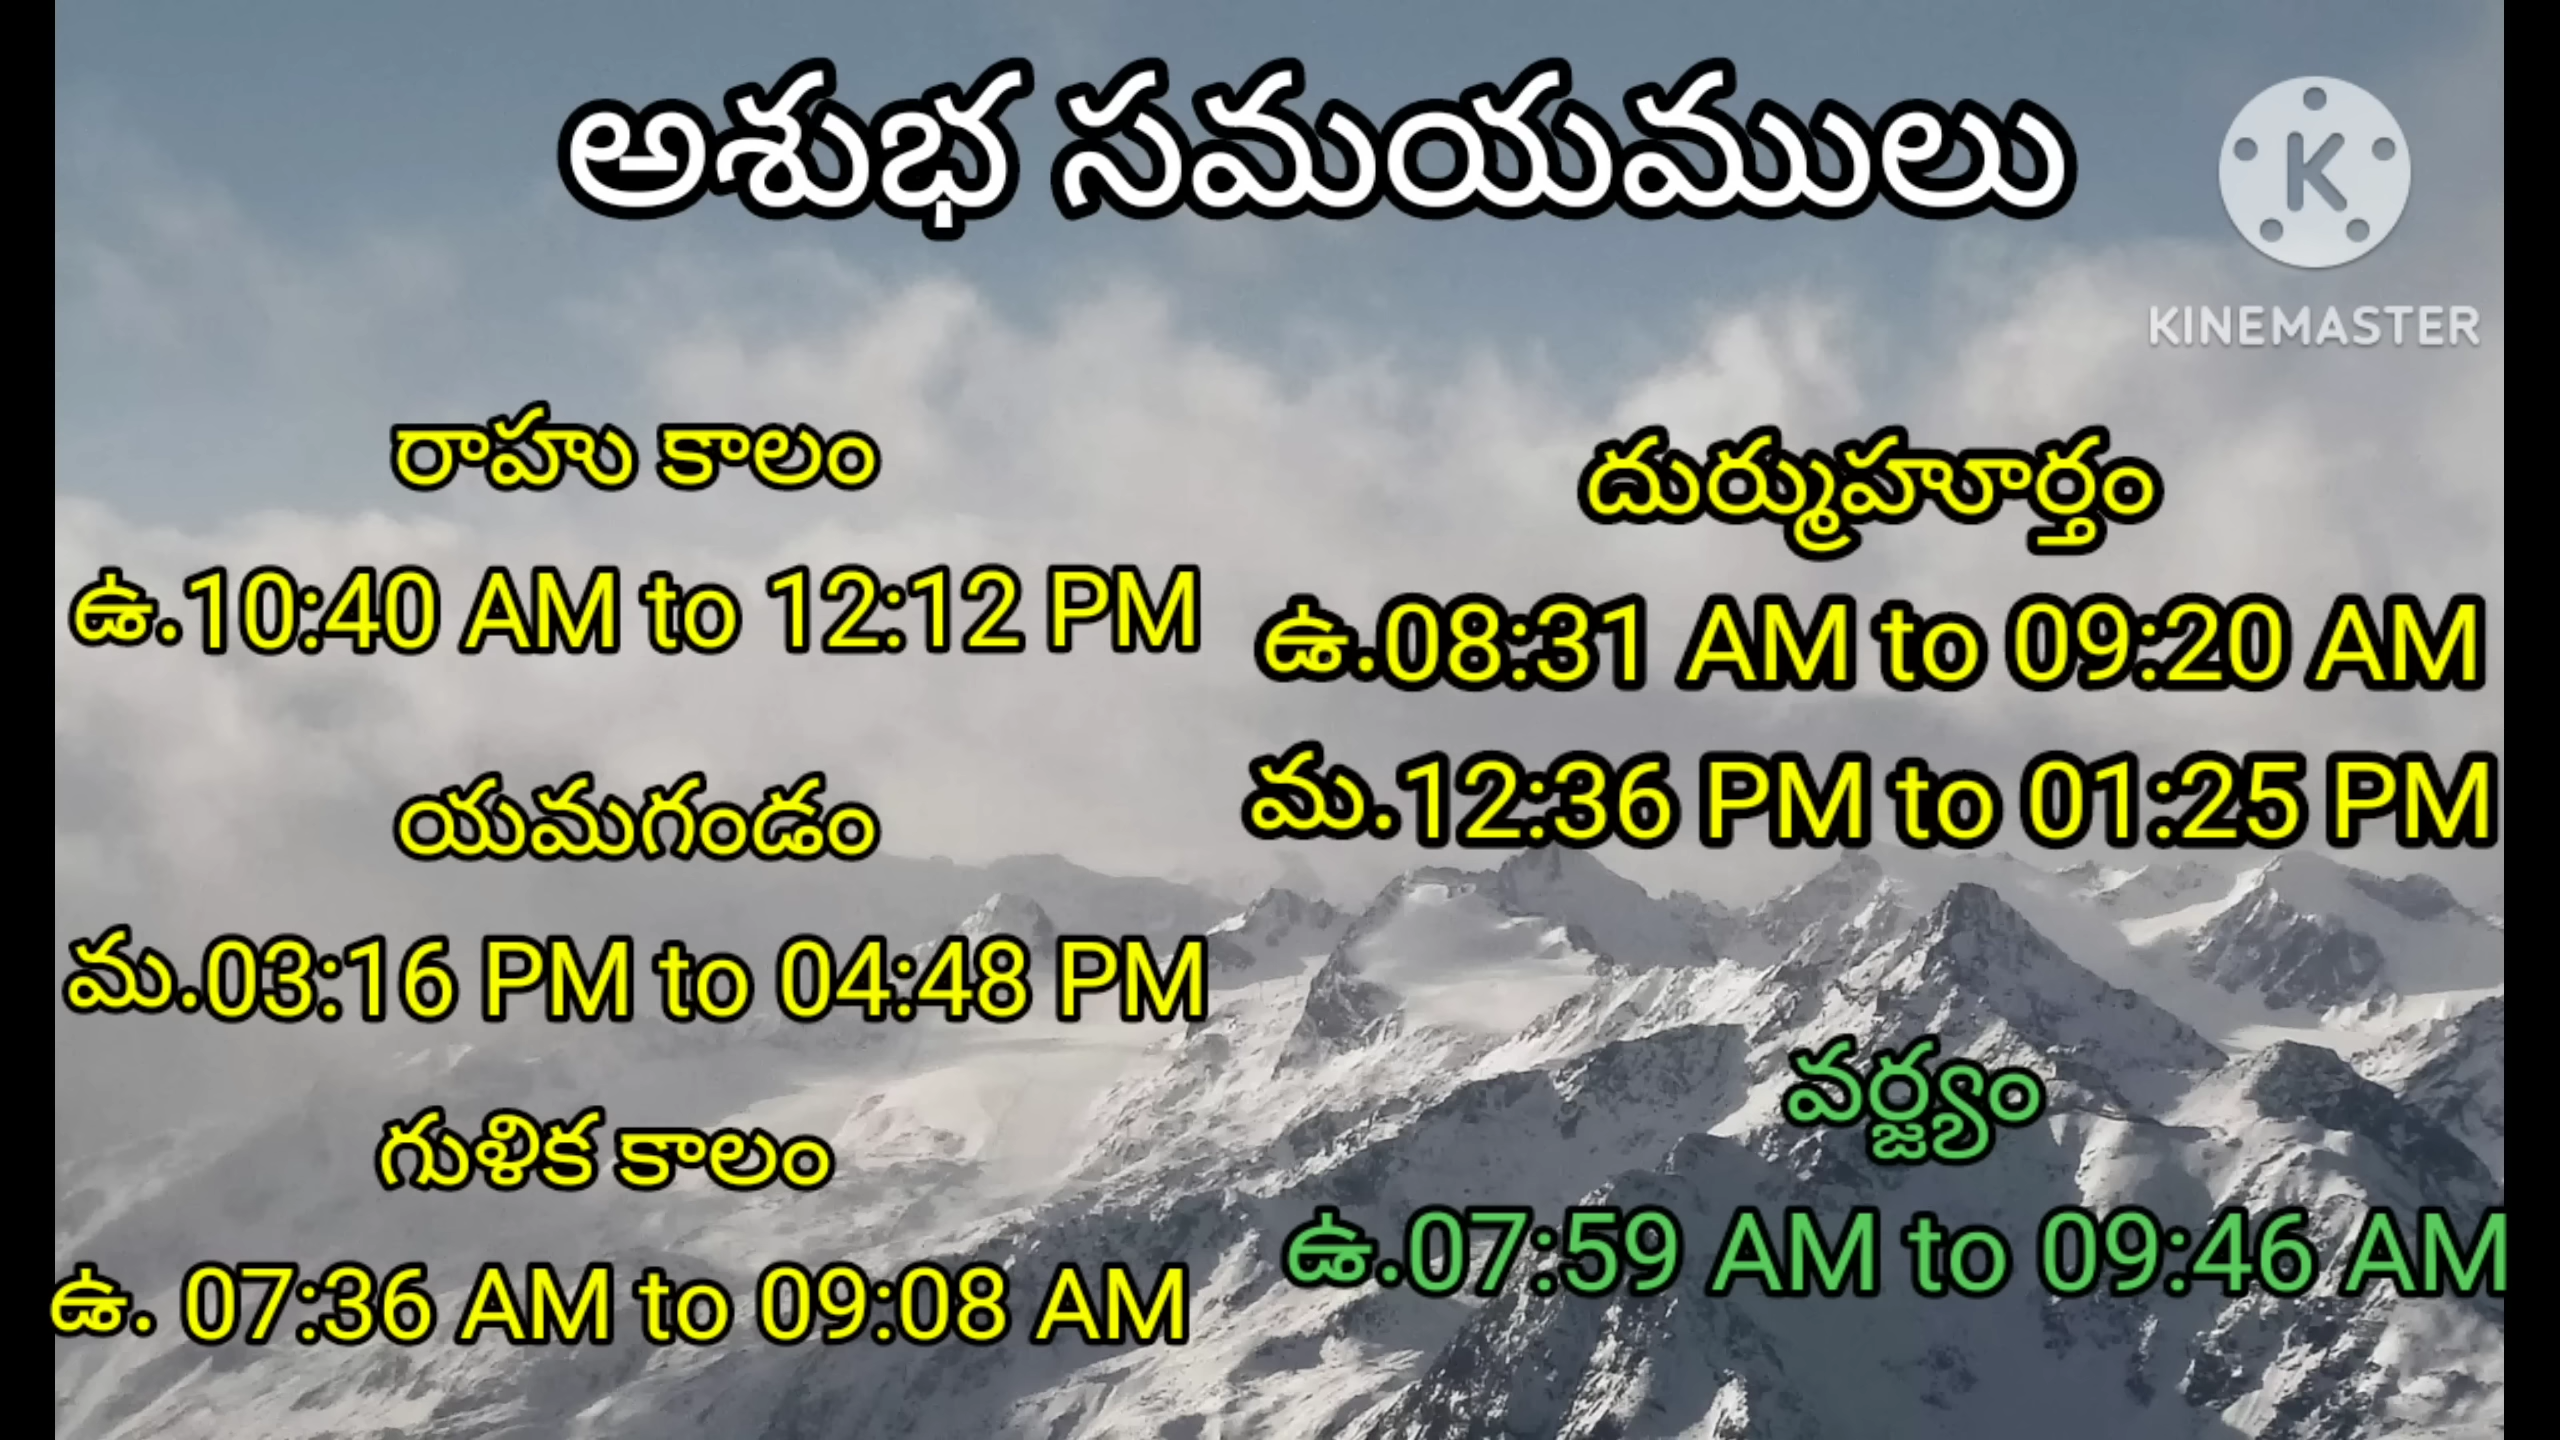 అశుభ సమయములు
K
KINEMASTER
రాహు కాలం
ఉ.10:40 AM to 12:12 PM
యమగండం
మ.03:16 PM to 04:48 PM
గుళిక కాలం
ఉ. 07:36 AM to 09:08 AM
దుర్ముహూర్తం
ఉ.08:31 AM to 09:20 AM
మ.12:36 PM to 01:25 PM
వర్జ్యం
ఉ.07:59 AM to 09:46 AM